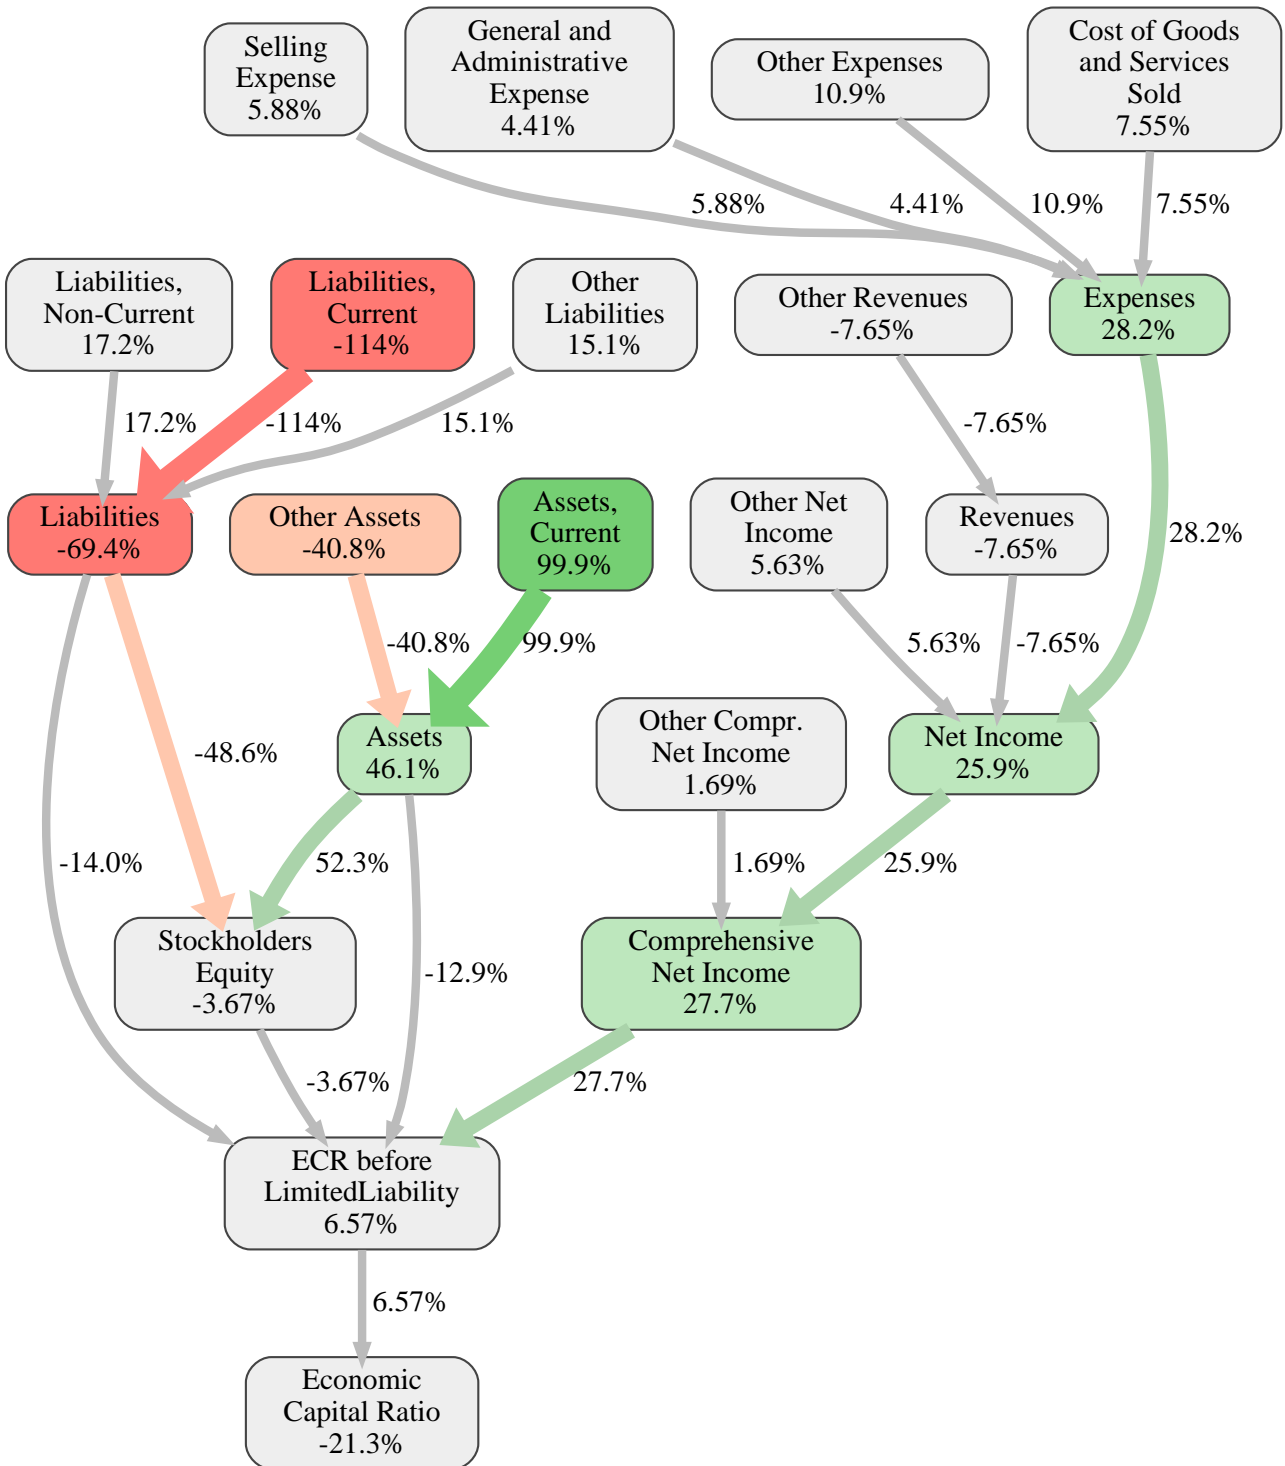 Selling
Expense
5.88%
General and
Administrative
Expense
4.41%
Other Expenses
10.9%
Cost of Goods
and Services
Sold
7.55%
5.88%
4.41%
10.9%
7.55%
Liabilities,
Non-Current
17.2%
Liabilities,
Current
-114%
Other
Liabilities
15.1%
Other Revenues
-7.65%
Expenses
28.2%
17.2%
-114%
15.1%
-7.65%
28.2%
Liabilities
-69.4%
Other Assets
-40.8%
Assets,
Current
99.9%
Other Net
Income
5.63%
Revenues
-7.65%
-40.8%
99.9%
5.63%
-7.65%
-48.6%
Assets
46.1%
Other Compr.
Net Income
1.69%
Net Income
25.9%
-14.0%
52.3%
-12.9%
1.69%
25.9%
Stockholders
Equity
-3.67%
Comprehensive
Net Income
27.7%
-3.67%
27.7%
ECR before
LimitedLiability
6.57%
6.57%
Economic
Capital Ratio
-21.3%